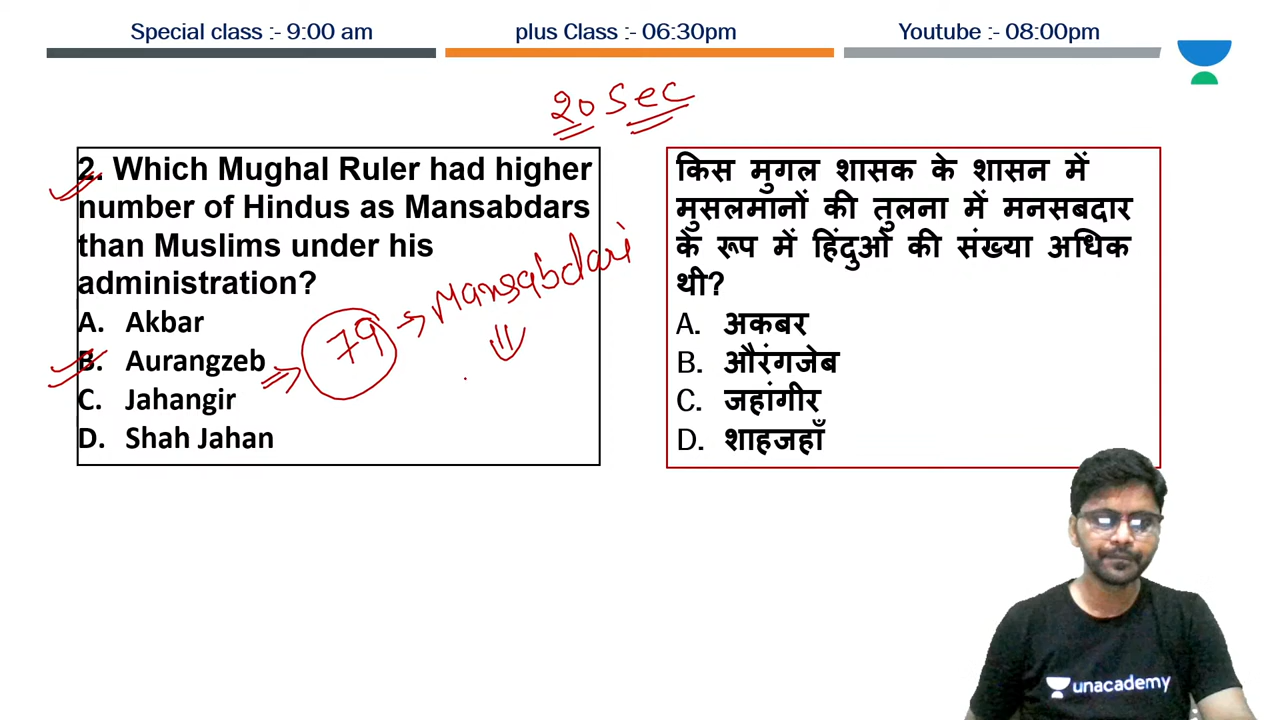 Special class :- 9:00 am
plus Class :- 06:30pm
Youtube :- 08:00pm
20 Sec
2. Which Mughal Ruler had higher
number of Hindus as Mansabdars
than Muslims under his
administration?
A. Akbar
B. Aurangzeb
C. Jahangir
D. Shah Jahan
79 → Mansabdari
किस मुगल शासक के शासन में
मुसलमानों की तुलना में मनसबदार
के रूप में हिंदुओं की संख्या अधिक
थी?
A. अकबर
B. औरंगजेब
C. जहांगीर
D. शाहजहाँ
unacademy